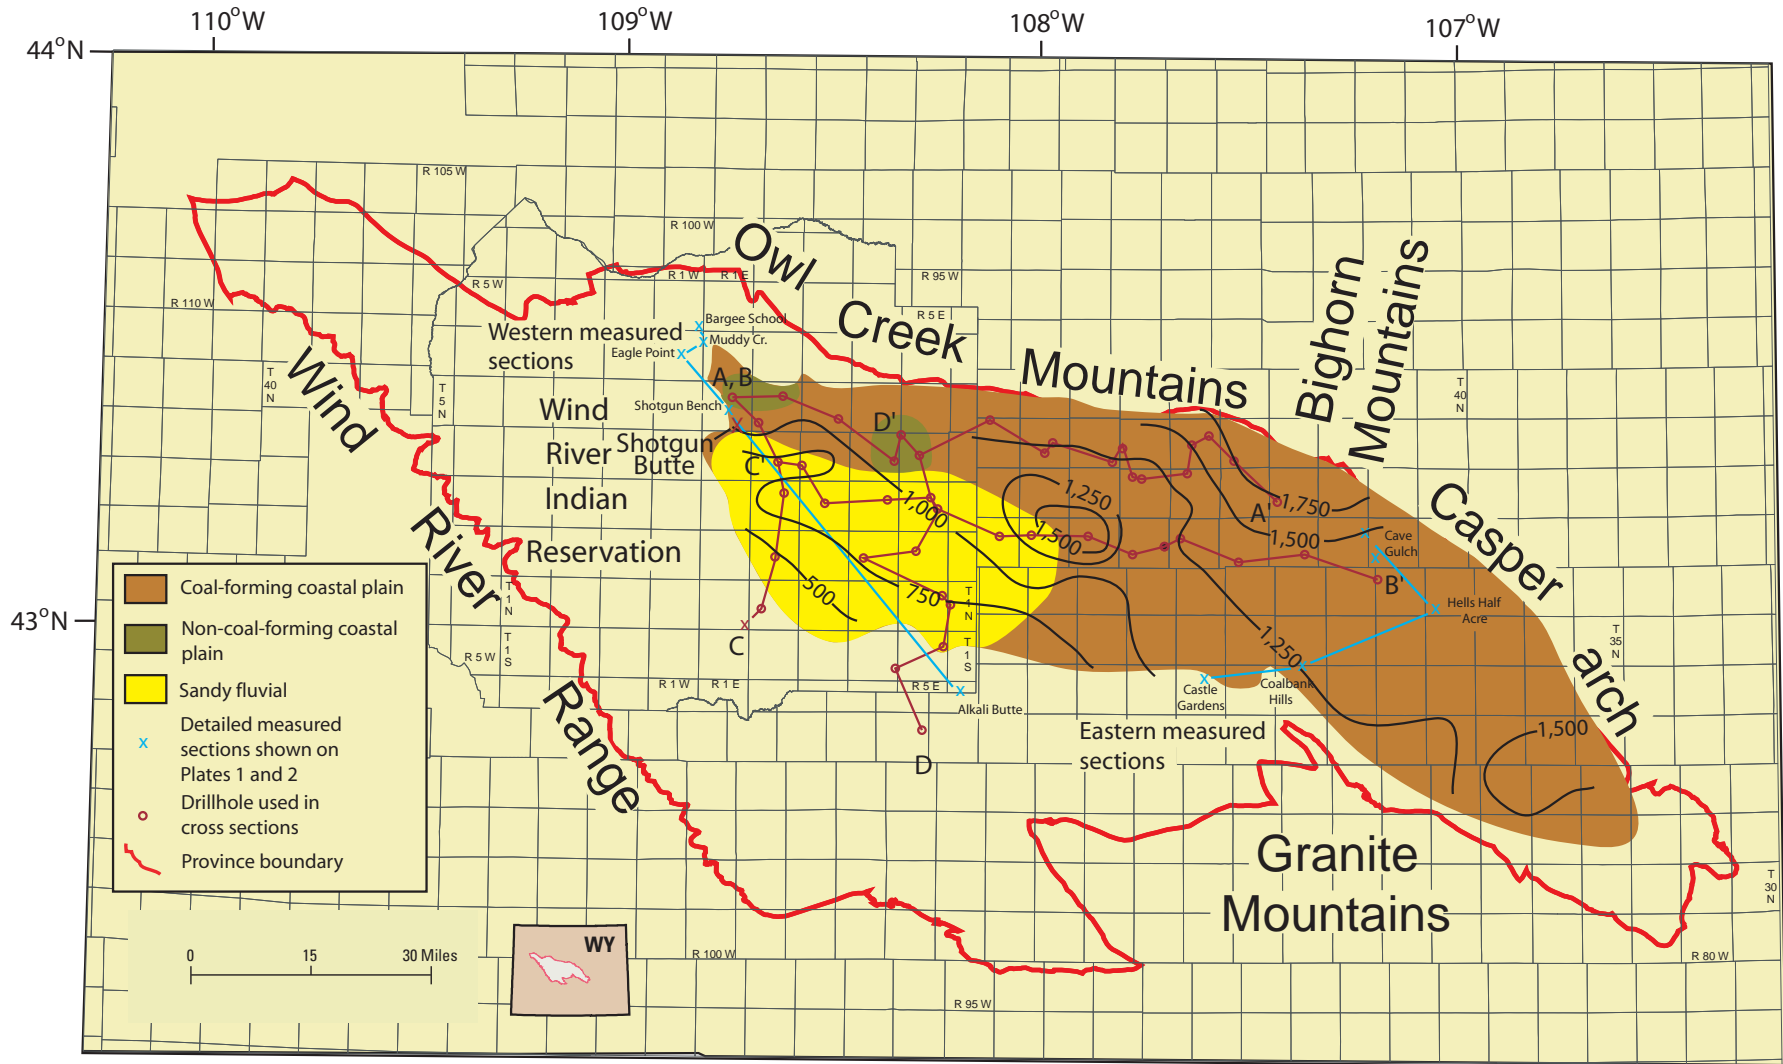 110°W
109°W
108°W
107°W
44°N
43°N
R 105 W
R 100 W
R 110 W
R 5 W
R 1 W
R 1 E
R 95 W
R 5 E
Owl
Creek
Mountains
Bighorn
Mountains
Casper
arch
Wind
River
Range
Granite
Mountains
Western measured
sections
Bargee School
Muddy Cr.
Eagle Point
Shotgun Bench
Shotgun
Butte
Wind
River
Indian
Reservation
A, B
D'
C'
A'
B'
C
D
1,000
1,250
1,500
1,750
1,500
500
750
1,250
1,500
Cave
Gulch
Hells Half
Acre
Castle
Gardens
Coalbank
Hills
Alkali Butte
Eastern measured
sections
T
40
N
T
5
N
T
40
N
T
1
N
T
1
S
T
1
N
T
1
S
T
35
N
T
30
N
R 5 W
R 1 W
R 1 E
R 5 E
R 100 W
R 95 W
R 80 W
Coal-forming coastal plain
Non-coal-forming coastal
plain
Sandy fluvial
x
Detailed measured
sections shown on
Plates 1 and 2
Drillhole used in
cross sections
Province boundary
0
15
30 Miles
WY